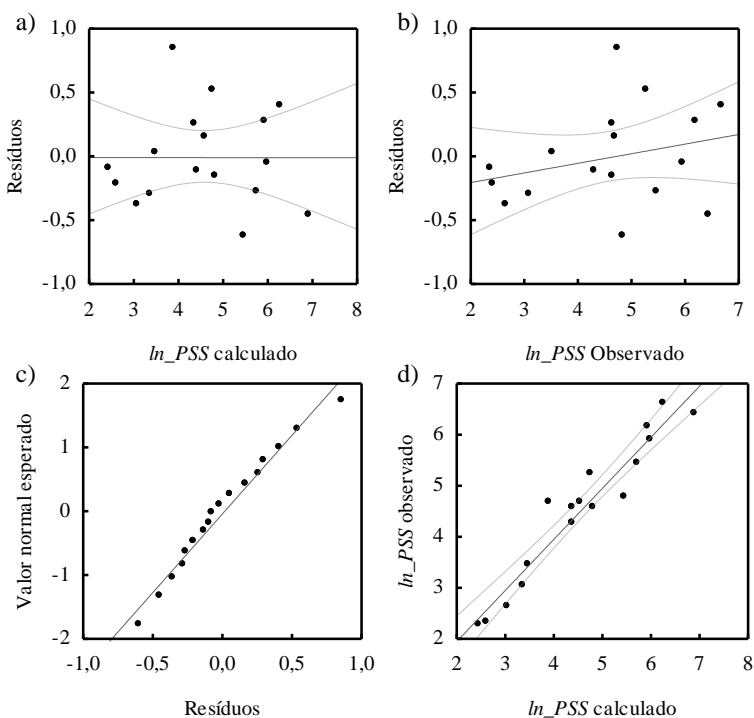 a)
1,0
0,5
0,0
-0,5
-1,0
Resíduos
2 3 4 5 6 7 8
ln_PSS calculado
b)
1,0
0,5
0,0
-0,5
-1,0
Resíduos
2 3 4 5 6 7
ln_PSS Observado
c)
2
1
0
-1
-2
Valor normal esperado
-1,0 -0,5 0,0 0,5 1,0
Resíduos
d)
7
6
5
4
3
2
ln_PSS observado
2 3 4 5 6 7 8
ln_PSS calculado